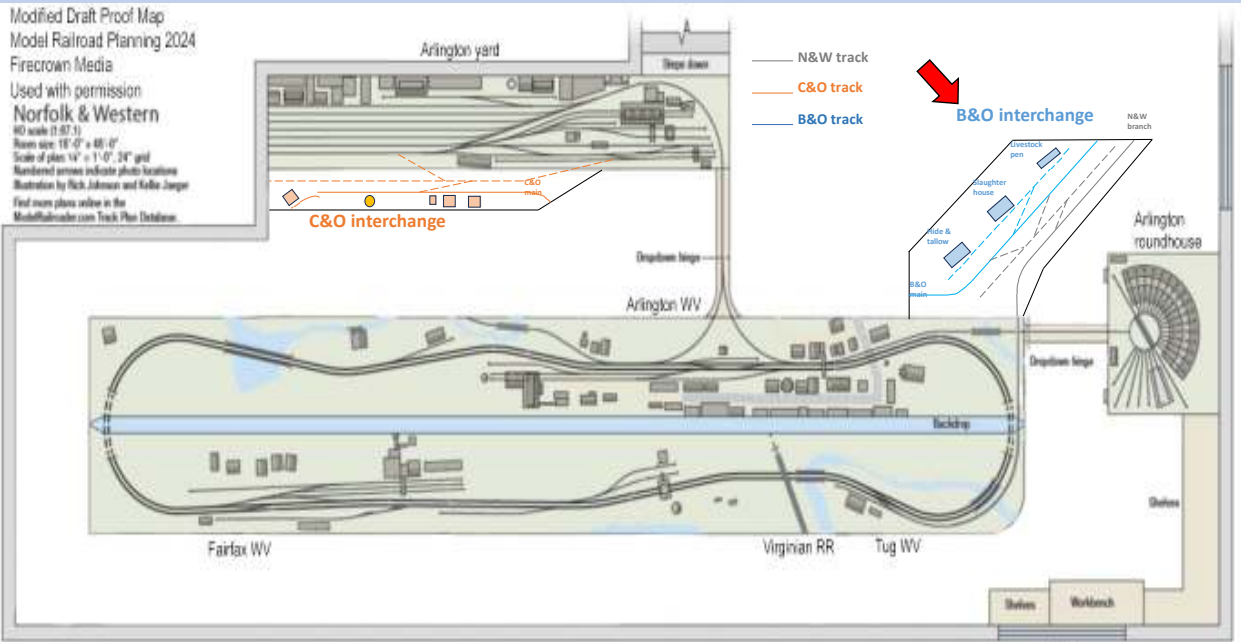 Modified Draft Proof Map
Model Railroad Planning 2024
Firecrown Media
Used with permission
Norfolk & Western
HO scale (1:87.1)
Room size: 18'-0" x 48'-0"
Scale of plan: ¼" = 1'-0", 24" grid
Numbered arrows indicate photo locations
Illustration by Rick Johnson and Kellie Jaeger
Find more plans online in the
ModelRailroader.com Track Plan Database.
Arlington yard
A
Steps down
N&W track
C&O track
B&O track
B&O interchange
N&W
branch
Livestock
pen
Slaughter
house
Hide &
tallow
B&O
main
C&O
main
C&O interchange
Arlington
roundhouse
Dropdown hinge
Arlington WV
Dropdown hinge
Backdrop
Shelves
Fairfax WV
Virginian RR
Tug WV
Shelves
Workbench